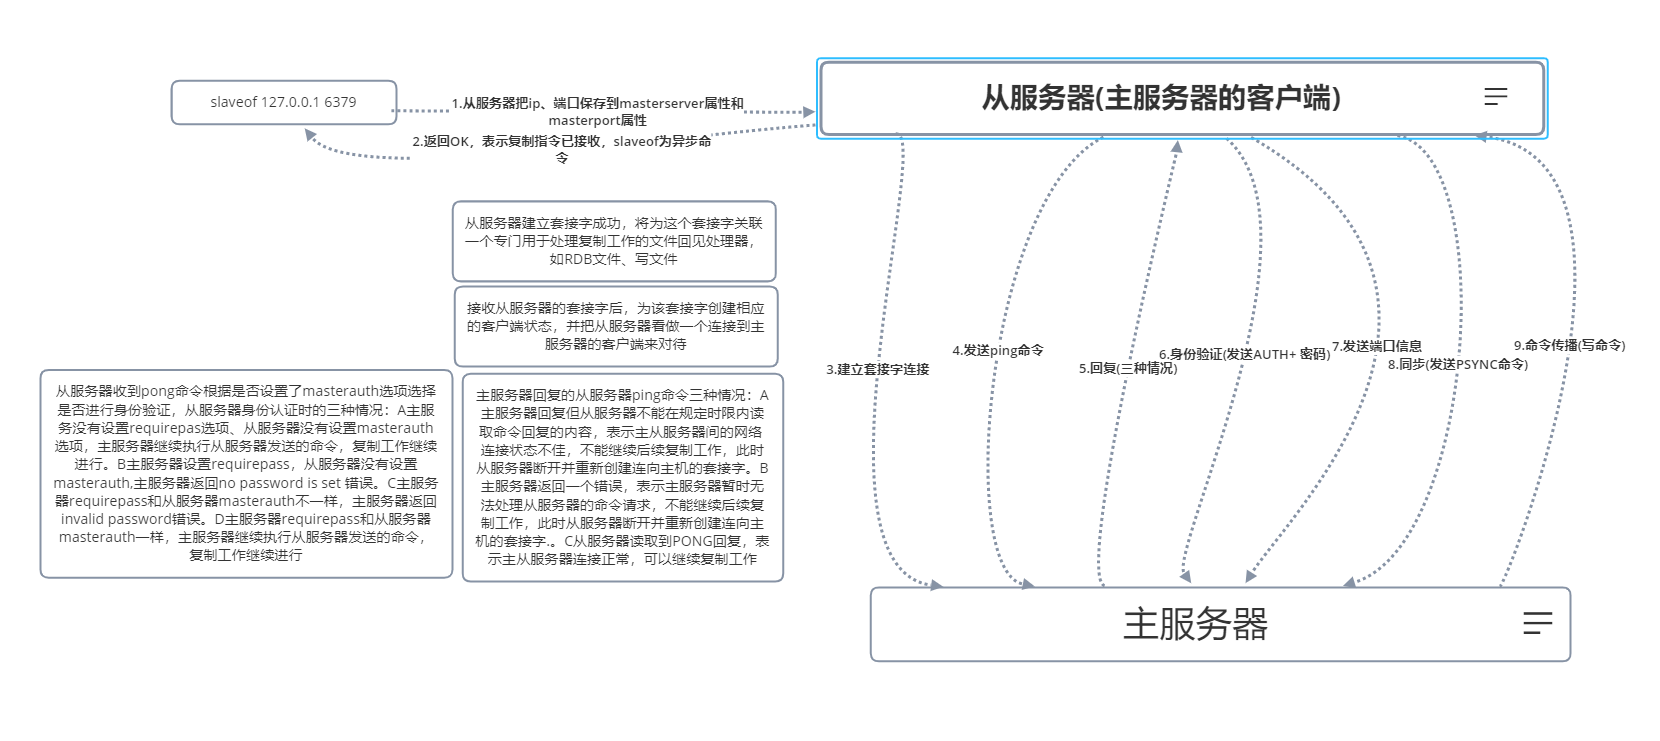 从服务器(主服务器的客户端)
slaveof 127.0.0.1 6379
1.从服务器把ip、端口保存到masterserver属性和
masterport属性
2.返回OK，表示复制指令已接收，slaveof为异步命
令
从服务器建立套接字成功，将为这个套接字关联
一个专门用于处理复制工作的文件回见处理器，
如RDB文件、写文件
接收从服务器的套接字后，为该套接字创建相应
的客户端状态，并把从服务器看做一个连接到主
服务器的客户端来对待
从服务器收到pong命令根据是否设置了masterauth选项选择
是否进行身份验证，从服务器身份认证时的三种情况：A主服
务没有设置requirepas选项、从服务器没有设置masterauth
选项，主服务器继续执行从服务器发送的命令，复制工作继续
进行。B主服务器设置requirepass，从服务器没有设置
masterauth,主服务器返回no password is set 错误。C主服务
器requirepass和从服务器masterauth不一样，主服务器返回
invalid password错误。D主服务器requirepass和从服务器
masterauth一样，主服务器继续执行从服务器发送的命令，
复制工作继续进行
主服务器回复的从服务器ping命令三种情况：A
主服务器回复但从服务器不能在规定时限内读
取命令回复的内容，表示主从服务器间的网络
连接状态不佳，不能继续后续复制工作，此时
从服务器断开并重新创建连向主机的套接字。B
主服务器返回一个错误，表示主服务器暂时无
法处理从服务器的命令请求，不能继续后续复
制工作，此时从服务器断开并重新创建连向主
机的套接字.。C从服务器读取到PONG回复，表
示主从服务器连接正常，可以继续复制工作
3.建立套接字连接
4.发送ping命令
5.回复(三种情况)
6.身份验证(发送AUTH+ 密码)
7.发送端口信息
8.同步(发送PSYNC命令)
9.命令传播(写命令)
主服务器